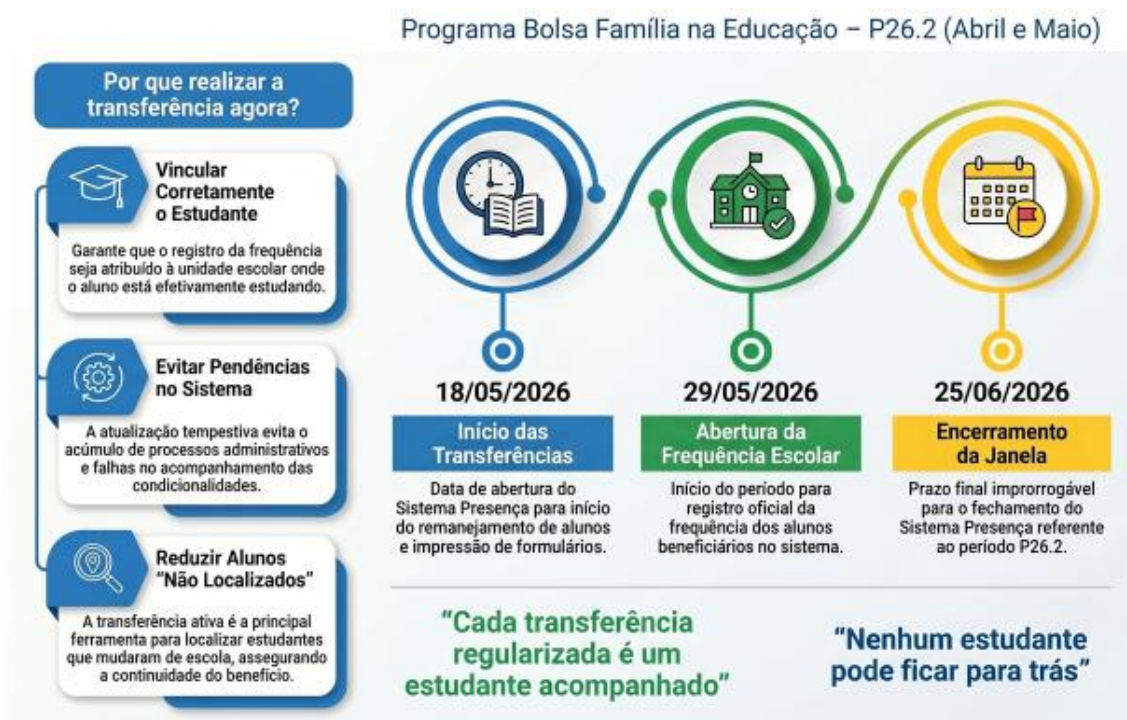 Programa Bolsa Família na Educação – P26.2 (Abril e Maio)
Por que realizar a
transferência agora?
Vincular
Corretamente
o Estudante
Garante que o registro da frequência
seja atribuído à unidade escolar onde
o aluno está efetivamente estudando.
Evitar Pendências
no Sistema
A atualização tempestiva evita o
acúmulo de processos administrativos
e falhas no acompanhamento das
condicionalidades.
Reduzir Alunos
“Não Localizados”
A transferência ativa é a principal
ferramenta para localizar estudantes
que mudaram de escola, assegurando
a continuidade do benefício.
18/05/2026
Início das
Transferências
Data de abertura do
Sistema Presença para início
do remanejamento de alunos
e impressão de formulários.
29/05/2026
Abertura da
Frequência Escolar
Início do período para
registro oficial da
frequência dos alunos
beneficiários no sistema.
25/06/2026
Encerramento
da Janela
Prazo final improrrogável
para o fechamento do
Sistema Presença referente
ao período P26.2.
“Cada transferência
regularizada é um
estudante acompanhado”
“Nenhum estudante
pode ficar para trás”